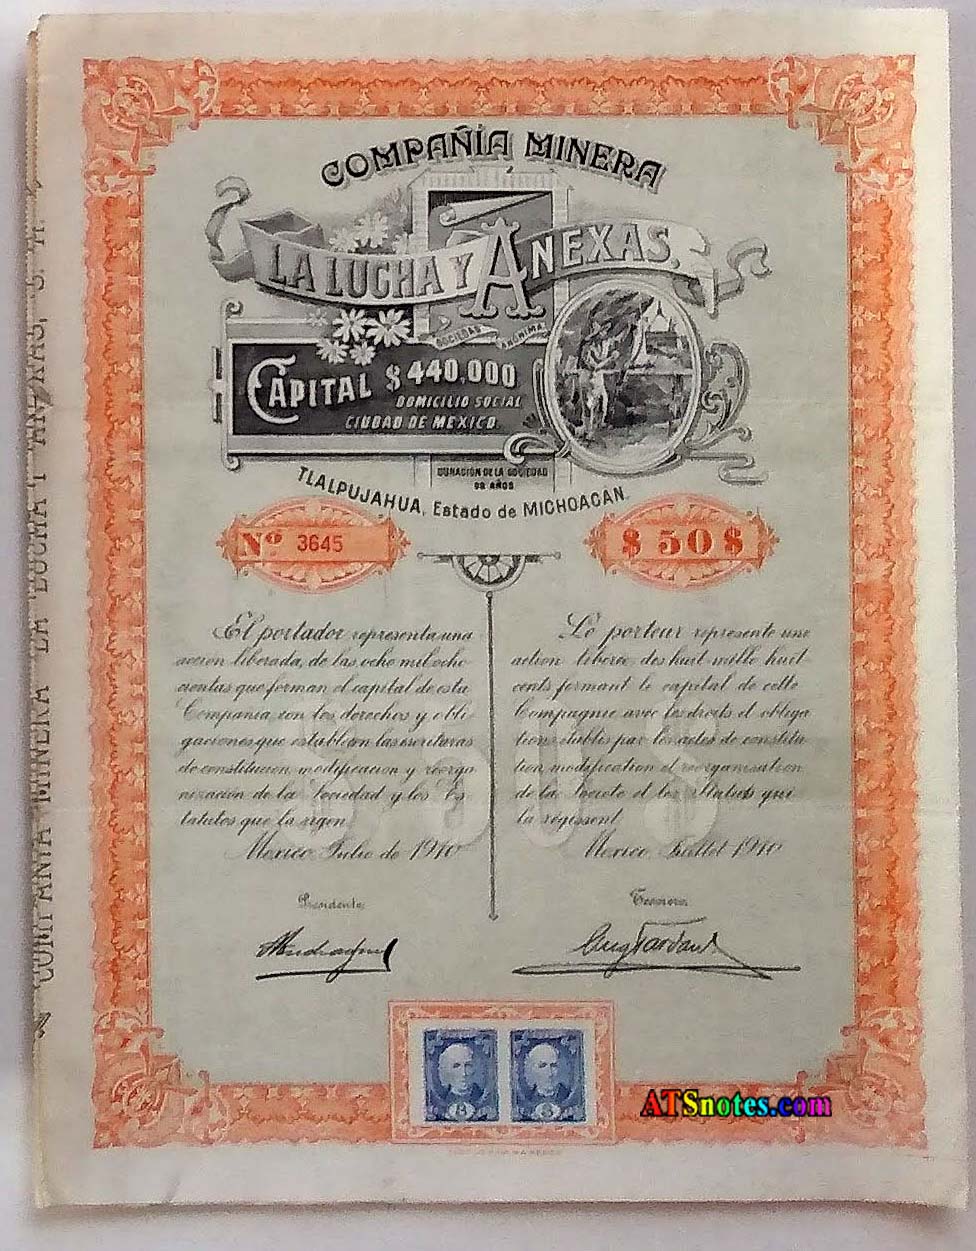 COMPAÑÍA MINERA
LA LUCHA Y ANEXAS,
SOCIEDAD ANONIMA.
CAPITAL $ 440,000
DOMICILIO SOCIAL
CIUDAD DE MEXICO.
DURACION DE LA SOCIEDAD
98 AÑOS
TLALPUJAHUA, Estado de MICHOACAN.
Nº 3645
$ 50 $
El portador representa una
accion liberada, de las ocho mil ocho
cientas que forman el capital de esta
Compania con los derechos y obli
gaciones que establecen las escrituras
de constitucion, modificacion y reorga
nizacion de la Sociedad y los Es
tatutos que la rigen.
Mexico, Julio de 1910
Le porteur represente une
action liberée, des huit mille huit
cents formant le capital de cette
Compagnie avec les droits et obliga
tions etablis par les actes de constitu
tion, modification et reorganisation
de la Societe et les Statuts qui
la regissent.
Mexico, Juillet 1910
Presidente,
Tesorero,
COMPAÑIA MINERA LA LUCHA Y ANEXAS, S. A.
ATSnotes.com